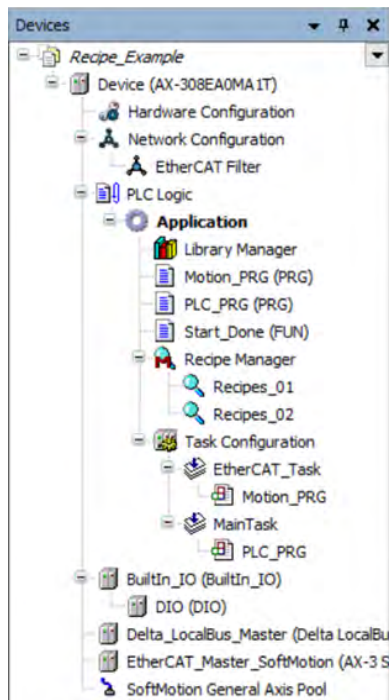 Devices
Recipe_Example
Device (AX-308EA0MA1T)
Hardware Configuration
Network Configuration
EtherCAT Filter
PLC Logic
Application
Library Manager
Motion_PRG (PRG)
PLC_PRG (PRG)
Start_Done (FUN)
Recipe Manager
Recipes_01
Recipes_02
Task Configuration
EtherCAT_Task
Motion_PRG
MainTask
PLC_PRG
BuiltIn_IO (BuiltIn_IO)
DIO (DIO)
Delta_LocalBus_Master (Delta LocalBu
EtherCAT_Master_SoftMotion (AX-3 S
SoftMotion General Axis Pool